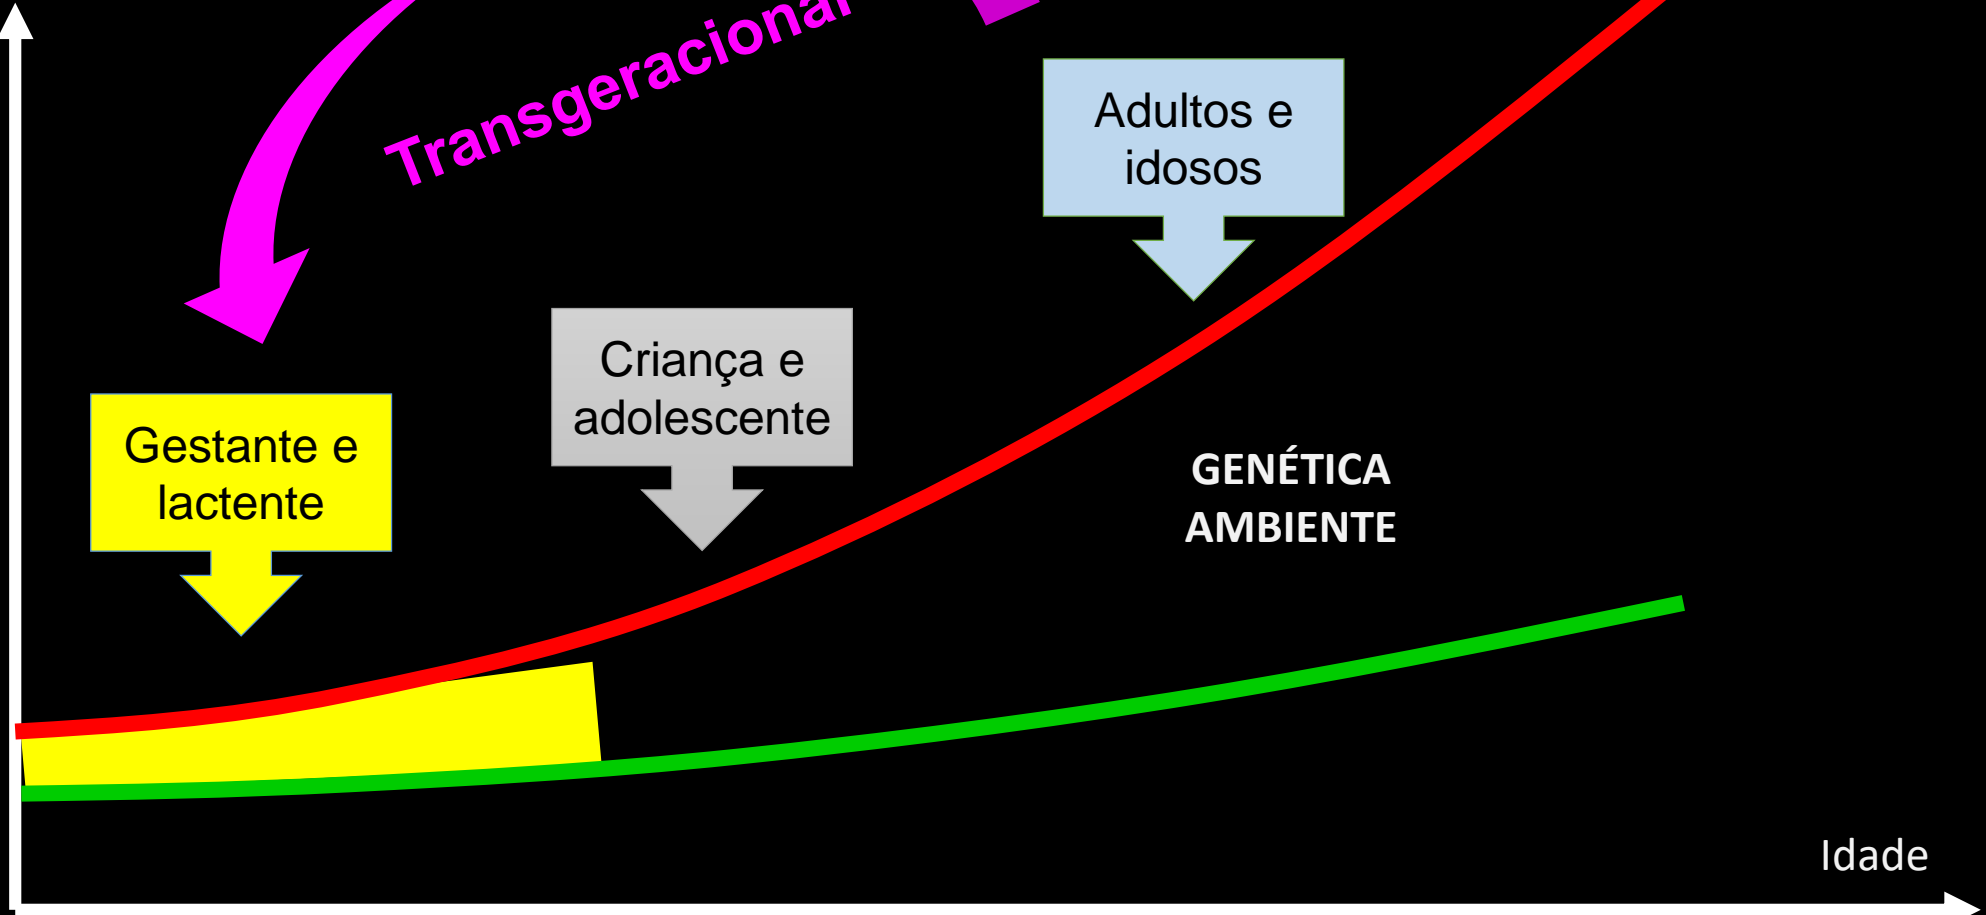 Transgeracional
Adultos e
idosos
Criança e
adolescente
Gestante e
lactente
GENÉTICA
AMBIENTE
Idade